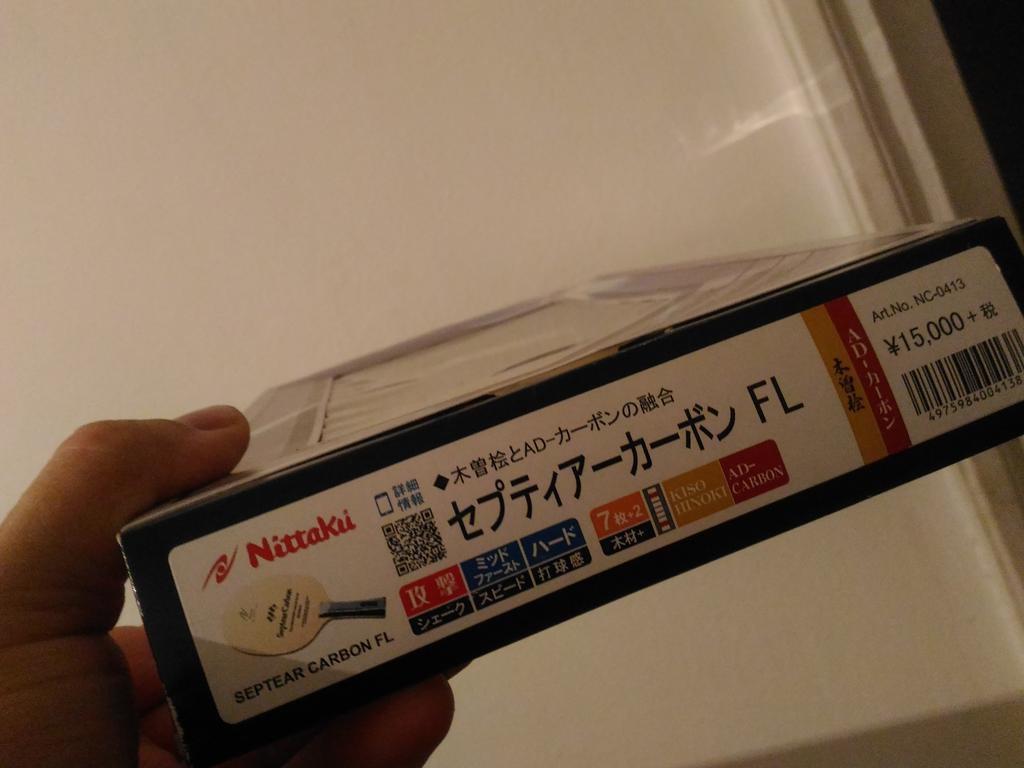 Nittaku
SEPTEAR CARBON FL
詳細
情報
◆木曽桧とAD-カーボンの融合
セプティアーカーボン FL
攻撃
シェーク
ミッド
ファースト
スピード
ハード
打球感
7枚+2
木材+
KISO
HINOKI
AD-
CARBON
木曽桧
AD-カーボン
Art.No. NC-0413
¥15,000+税
4975984004138
SeptearCarbon